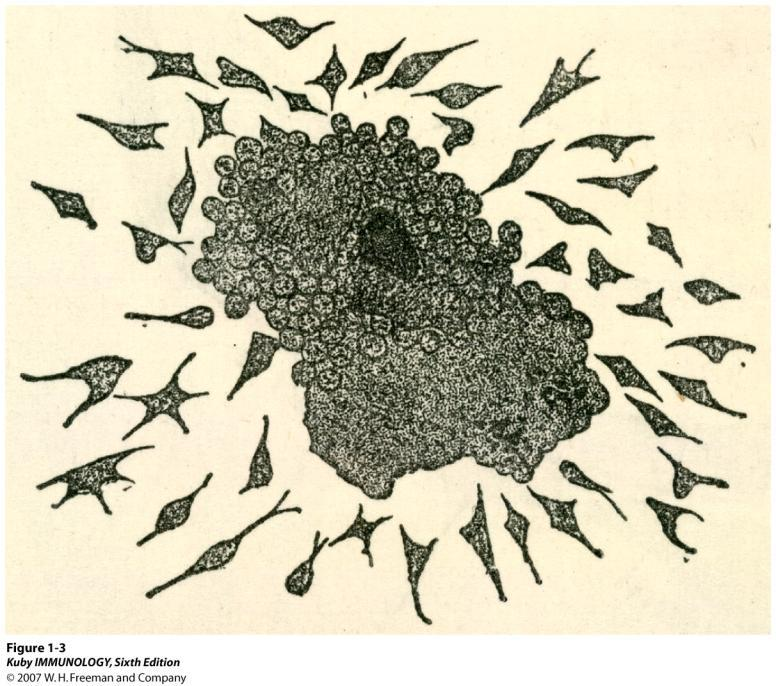 Figure 1-3
Kuby IMMUNOLOGY, Sixth Edition
© 2007 W. H. Freeman and Company